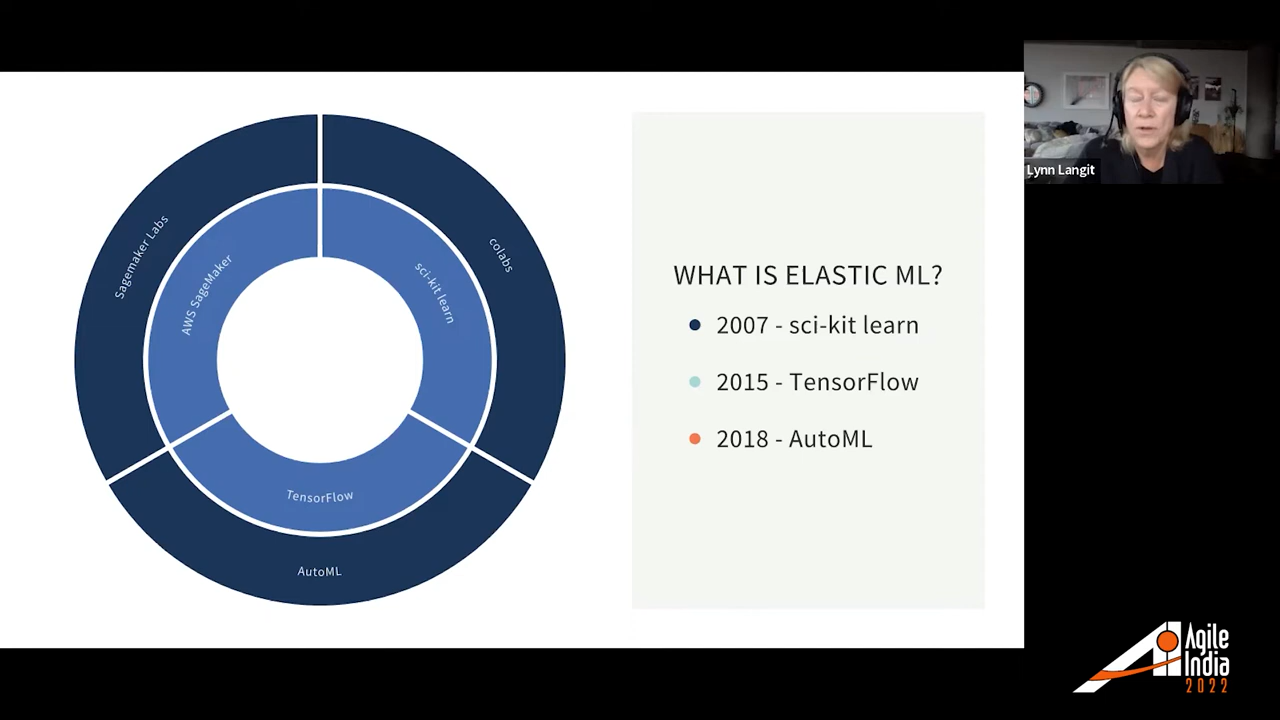 Sagemaker Labs
AWS SageMaker
sci-kit learn
colabs
TensorFlow
AutoML
WHAT IS ELASTIC ML?
2007 - sci-kit learn
2015 - TensorFlow
2018 - AutoML
Lynn Langit
Agile
India
2022